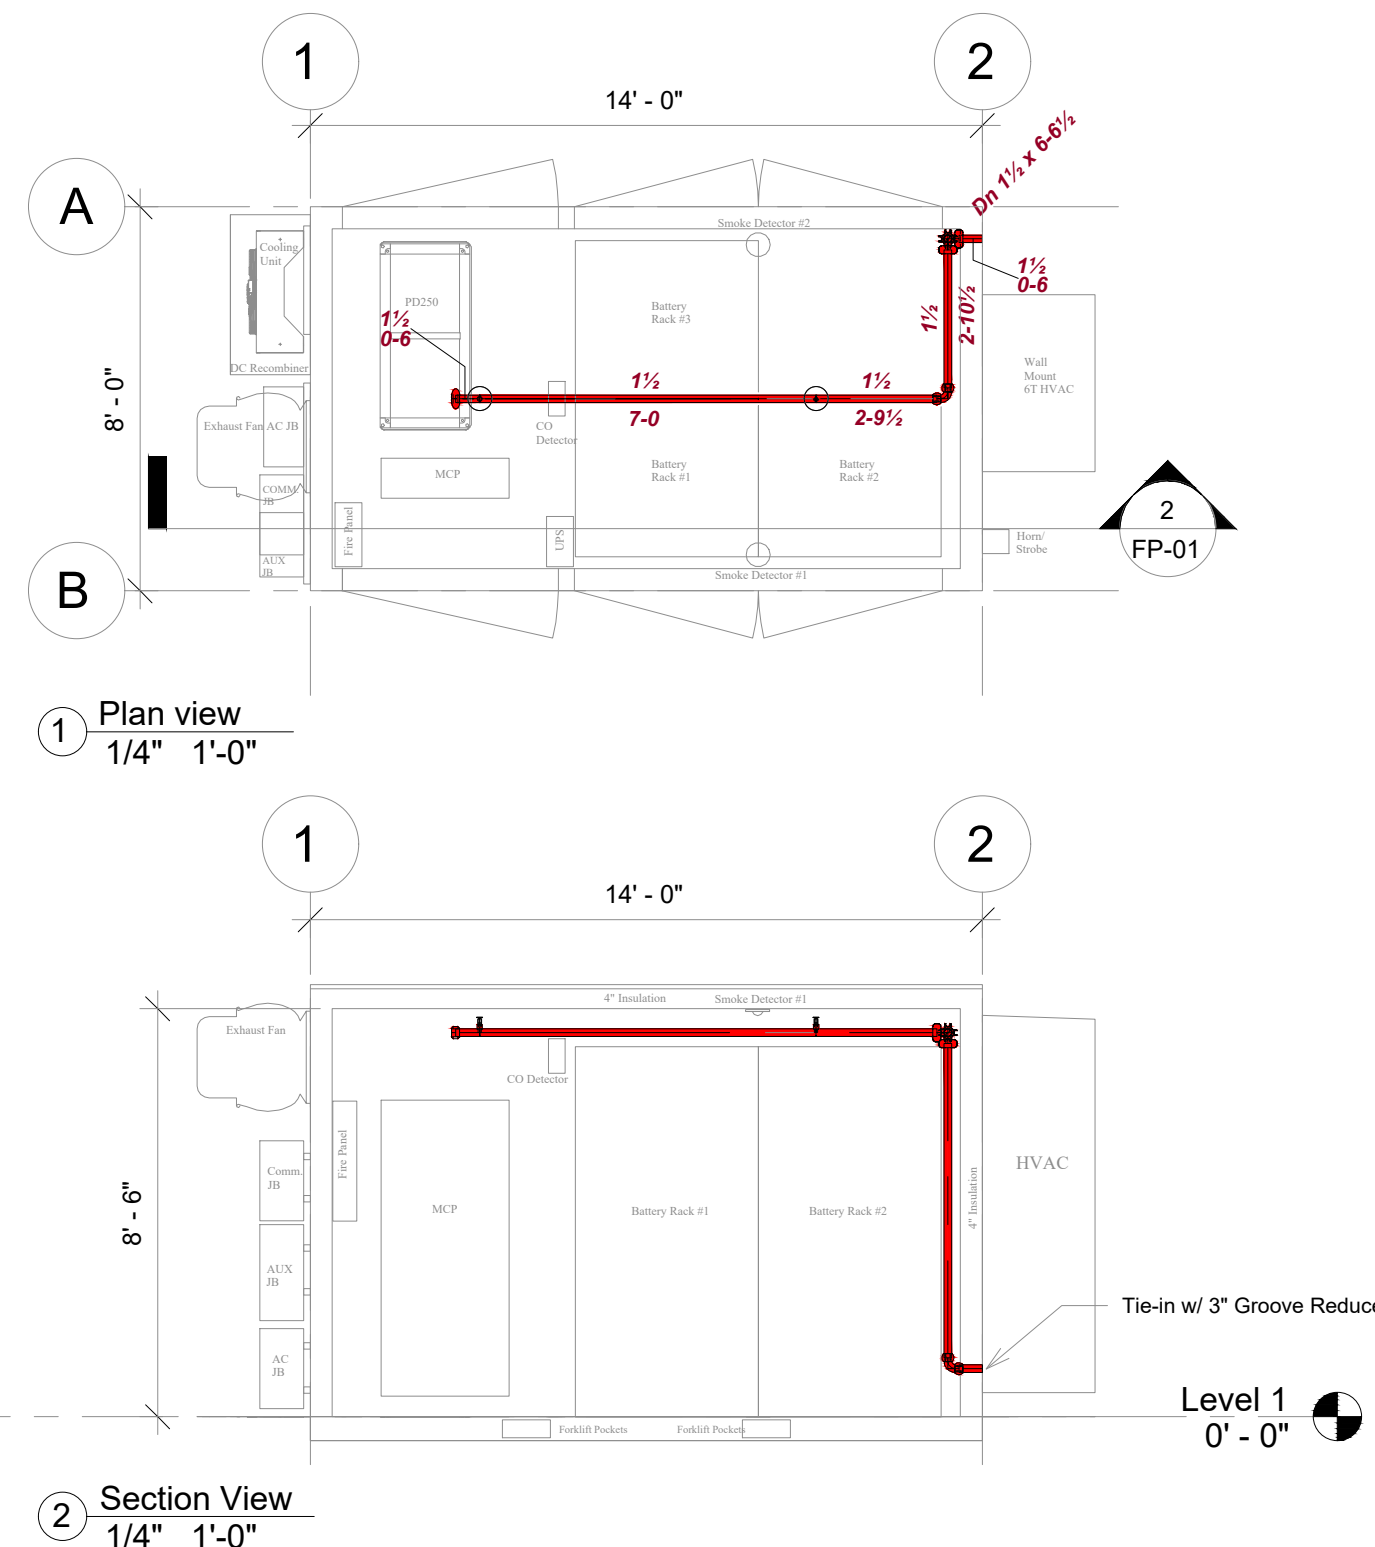 1
2
14' - 0"
Dn 1½ x 6-6½
A
Smoke Detector #2
Cooling
Unit
1½
0-6
PD250
Battery
Rack #3
1½
2-10½
1½
0-6
Wall
Mount
6T HVAC
DC Recombiner
8' - 0"
1½
7-0
1½
2-9½
Exhaust Fan
AC JB
CO
Detector
MCP
Battery
Rack #1
Battery
Rack #2
COMM.
JB
Fire Panel
UPS
2
FP-01
Horn/
Strobe
AUX
JB
B
Smoke Detector #1
1
Plan view
1/4" 1'-0"
1
2
14' - 0"
4" Insulation
Smoke Detector #1
Exhaust Fan
CO Detector
8' - 6"
Fire Panel
Comm.
JB
HVAC
4" Insulation
MCP
Battery Rack #1
Battery Rack #2
AUX
JB
Tie-in w/ 3" Groove Reduce
AC
JB
Level 1
0' - 0"
Forklift Pockets
Forklift Pockets
2
Section View
1/4" 1'-0"